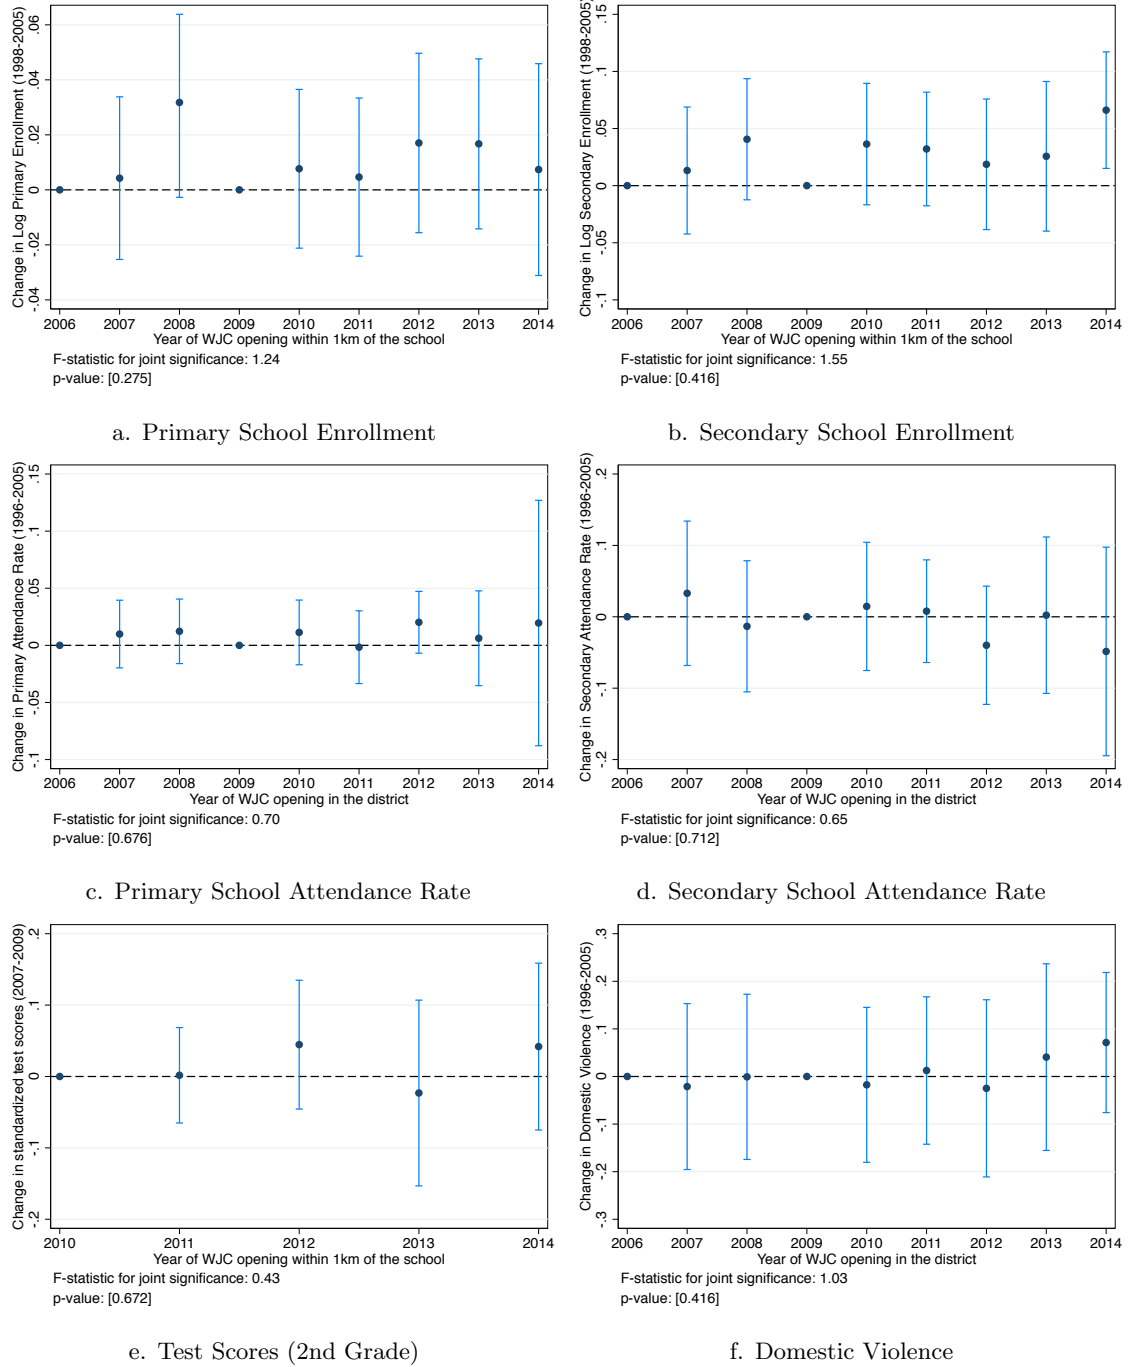 Change in Log Primary Enrollment (1998-2005)
.06
.04
.02
0
-.02
-.04
2006 2007 2008 2009 2010 2011 2012 2013 2014
Year of WJC opening within 1km of the school
F-statistic for joint significance: 1.24
p-value: [0.275]
a. Primary School Enrollment
Change in Log Secondary Enrollment (1998-2005)
.15
.1
.05
0
-.05
-.1
2006 2007 2008 2009 2010 2011 2012 2013 2014
Year of WJC opening within 1km of the school
F-statistic for joint significance: 1.55
p-value: [0.416]
b. Secondary School Enrollment
Change in Primary Attendance Rate (1996-2005)
.15
.1
.05
0
-.05
-.1
2006 2007 2008 2009 2010 2011 2012 2013 2014
Year of WJC opening in the district
F-statistic for joint significance: 0.70
p-value: [0.676]
c. Primary School Attendance Rate
Change in Secondary Attendance Rate (1996-2005)
.2
.1
0
-.1
-.2
2006 2007 2008 2009 2010 2011 2012 2013 2014
Year of WJC opening in the district
F-statistic for joint significance: 0.65
p-value: [0.712]
d. Secondary School Attendance Rate
Change in standardized test scores (2007-2009)
.2
.1
0
-.1
-.2
2010 2011 2012 2013 2014
Year of WJC opening within 1km of the school
F-statistic for joint significance: 0.43
p-value: [0.672]
e. Test Scores (2nd Grade)
Change in Domestic Violence (1996-2005)
.3
.2
.1
0
-.1
-.2
-.3
2006 2007 2008 2009 2010 2011 2012 2013 2014
Year of WJC opening in the district
F-statistic for joint significance: 1.03
p-value: [0.416]
f. Domestic Violence